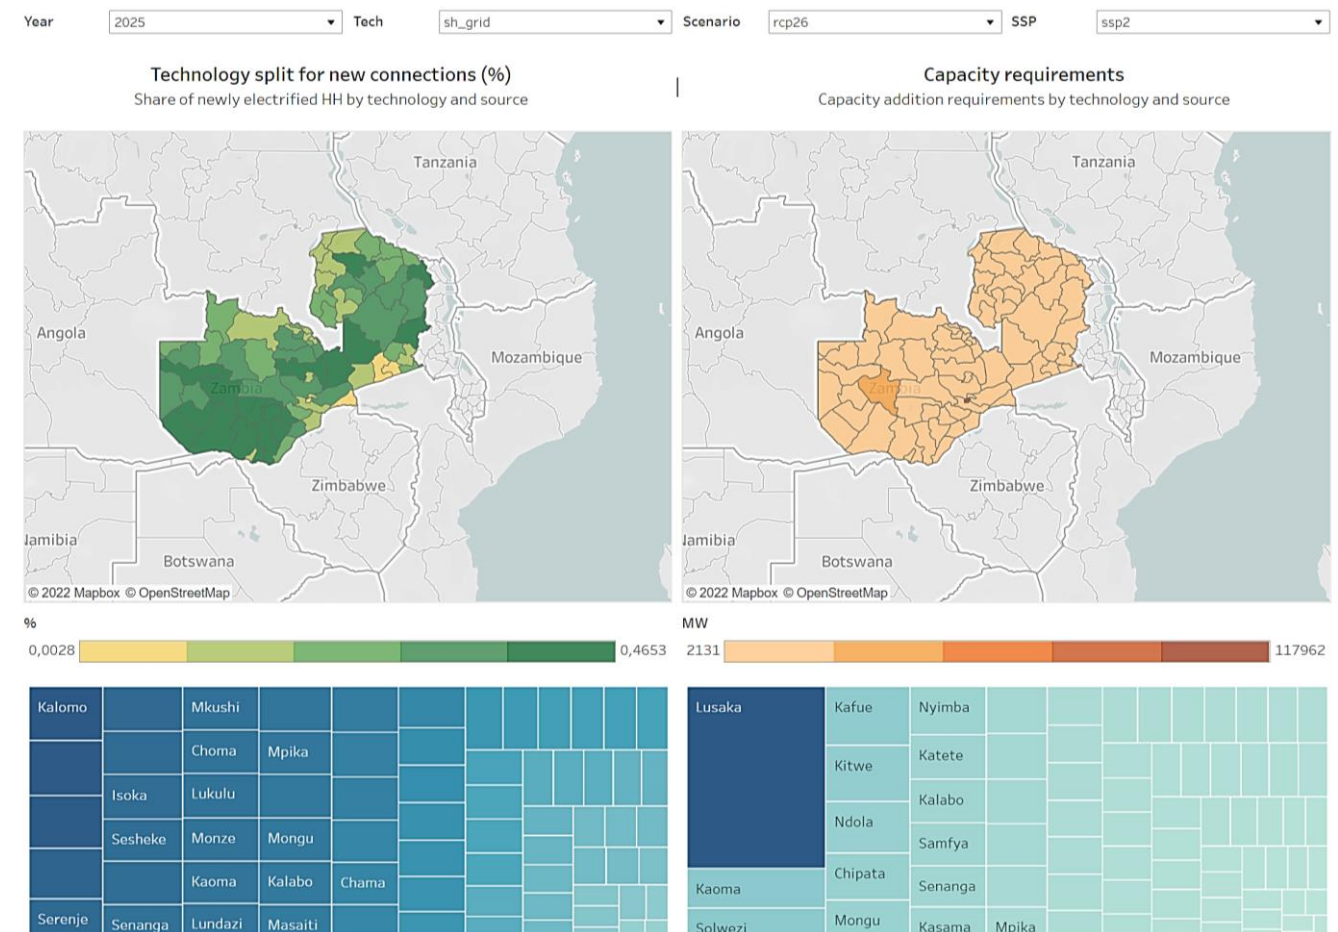 Year 2025 Tech sh_grid Scenario rcp26 SSP ssp2
Technology split for new connections (%)
Share of newly electrified HH by technology and source
Tanzania
Angola
Mozambique
Zambia
Zimbabwe
Namibia
Botswana
© 2022 Mapbox © OpenStreetMap
%
0,0028 0,4653
Kalomo Mkushi
Choma Mpika
Isoka Lukulu
Sesheke Monze Mongu
Kaoma Kalabo Chama
Serenje Senanga Lundazi Masaiti
Capacity requirements
Capacity addition requirements by technology and source
Tanzania
Angola
Mozambique
Zambia
Zimbabwe
Namibia
Botswana
© 2022 Mapbox © OpenStreetMap
MW
2131 117962
Lusaka Kafue Nyimba
Kitwe Katete
Kalabo
Ndola Samfya
Kaoma Chipata Senanga
Solwezi Mongu Kasama Mpika